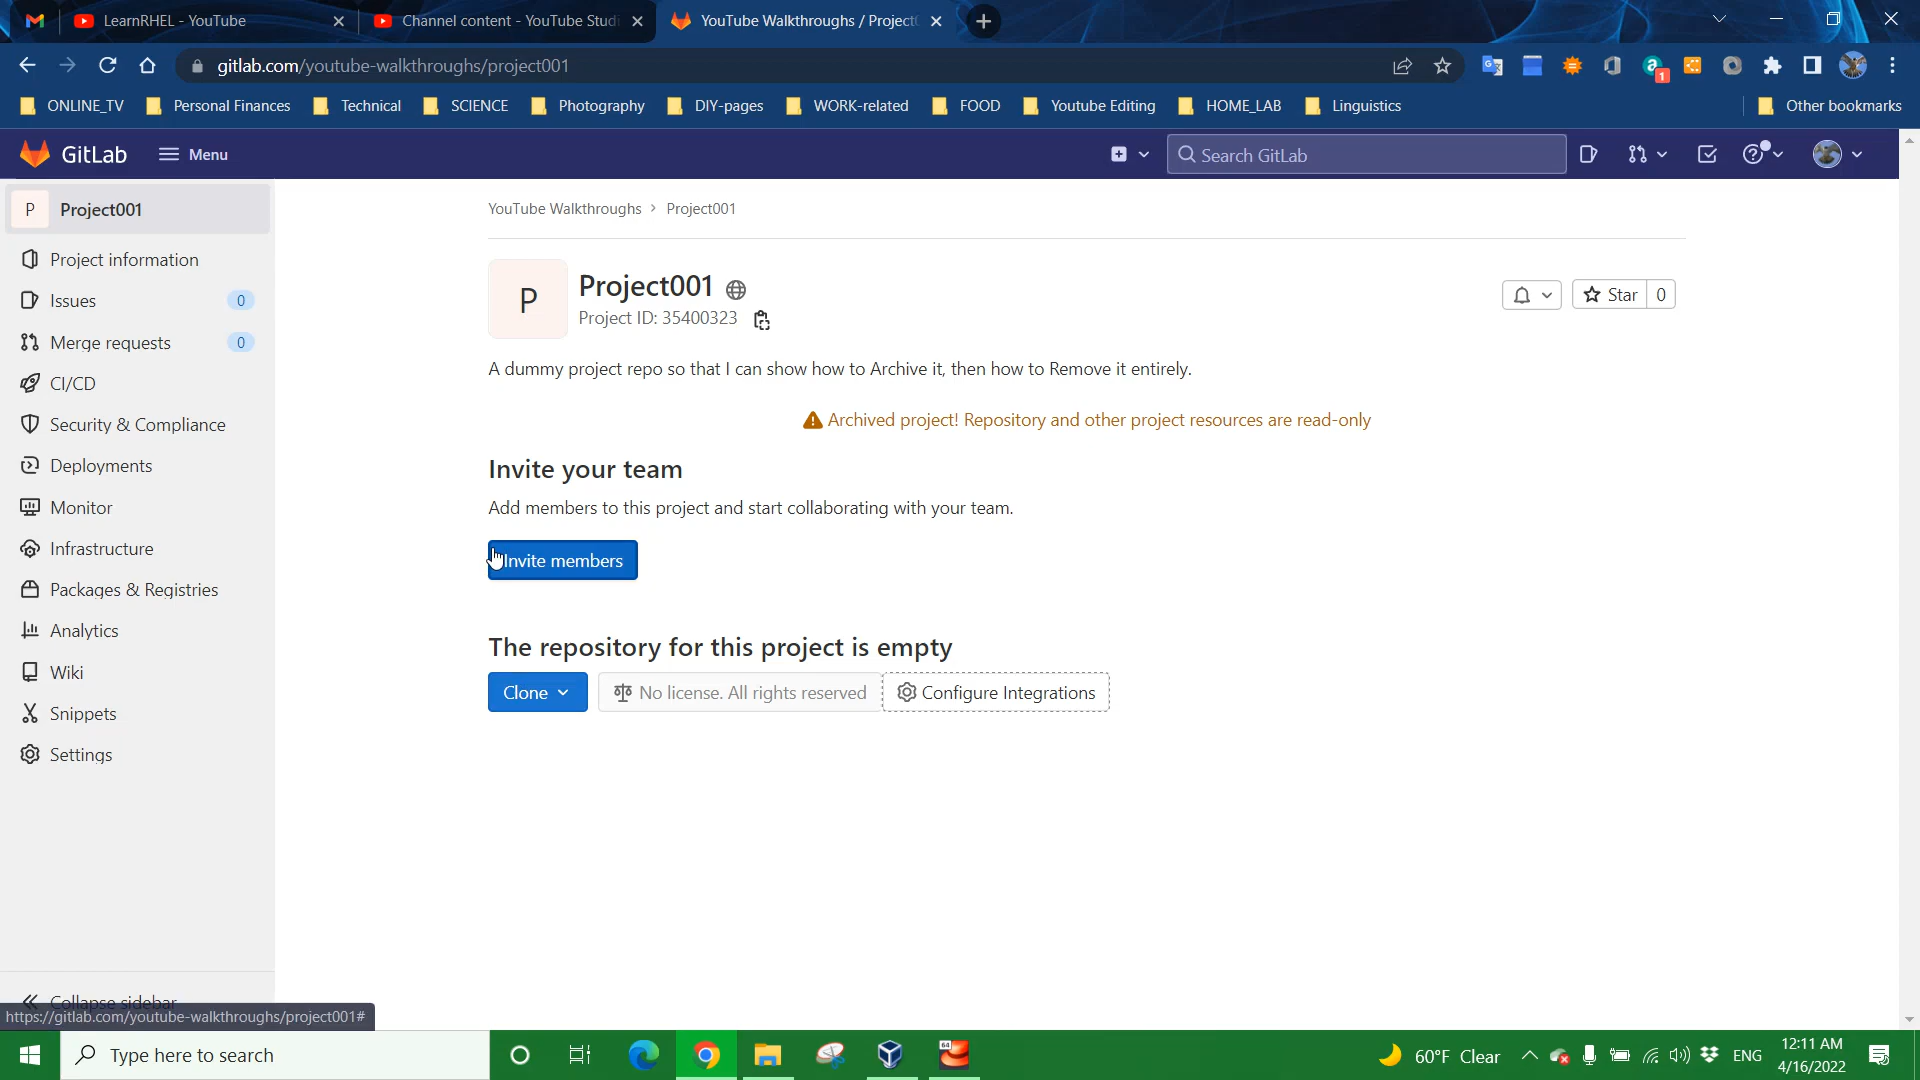 LearnRHEL - YouTube
Channel content - YouTube Studi
YouTube Walkthroughs / Project
gitlab.com/youtube-walkthroughs/project001
1
ONLINE_TV
Personal Finances
Technical
SCIENCE
Photography
DIY-pages
WORK-related
FOOD
Youtube Editing
HOME_LAB
Linguistics
Other bookmarks
GitLab
Menu
Search GitLab
P
Project001
Project information
Issues
0
Merge requests
0
CI/CD
Security & Compliance
Deployments
Monitor
Infrastructure
Packages & Registries
Analytics
Wiki
Snippets
Settings
Collapse sidebar
https://gitlab.com/youtube-walkthroughs/project001#
YouTube Walkthroughs > Project001
P
Project001
Project ID: 35400323
Star
0
A dummy project repo so that I can show how to Archive it, then how to Remove it entirely.
Archived project! Repository and other project resources are read-only
Invite your team
Add members to this project and start collaborating with your team.
Invite members
The repository for this project is empty
Clone
No license. All rights reserved
Configure Integrations
Type here to search
64
60°F Clear
ENG
12:11 AM
4/16/2022